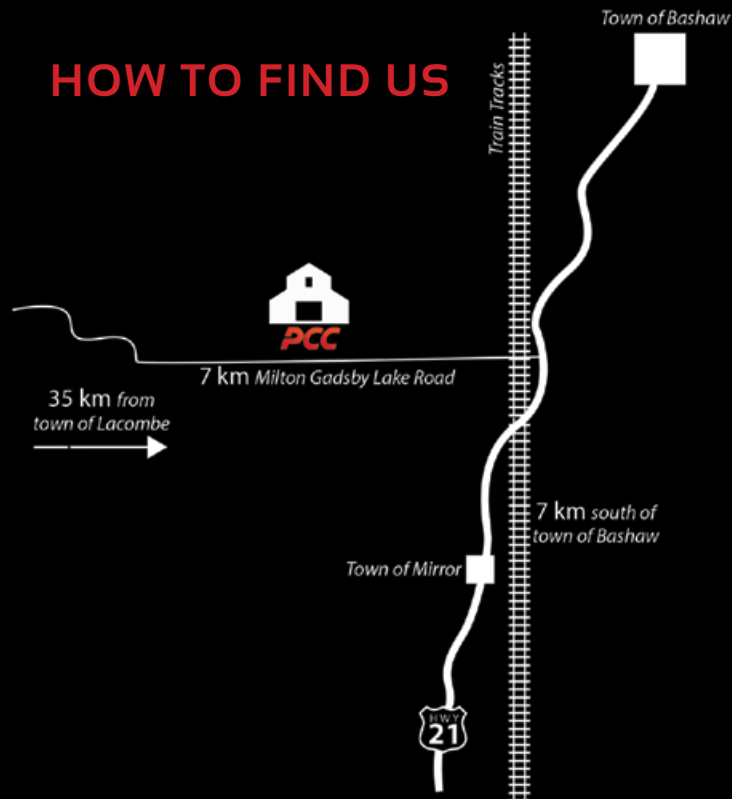 Town of Bashaw
HOW TO FIND US
Train Tracks
PCC
7 km Milton Gadsby Lake Road
35 km from
town of Lacombe
7 km south of
town of Bashaw
Town of Mirror
HWY
21